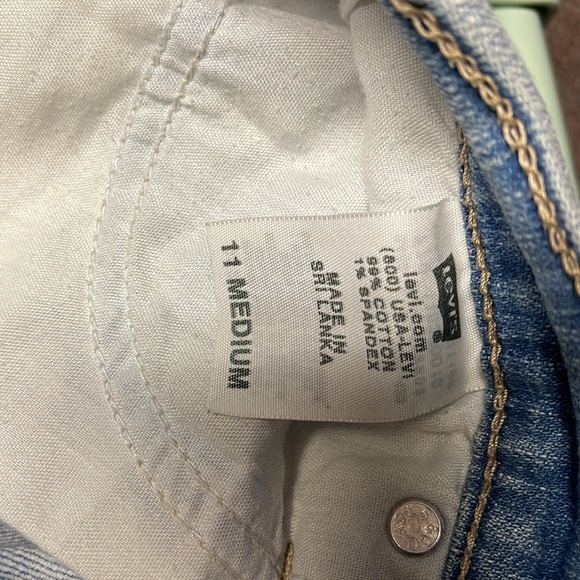 LEVI'S
levi.com
(800) USA-LEVI
99% COTTON
1% SPANDEX
MADE IN
SRI LANKA
11 MEDIUM